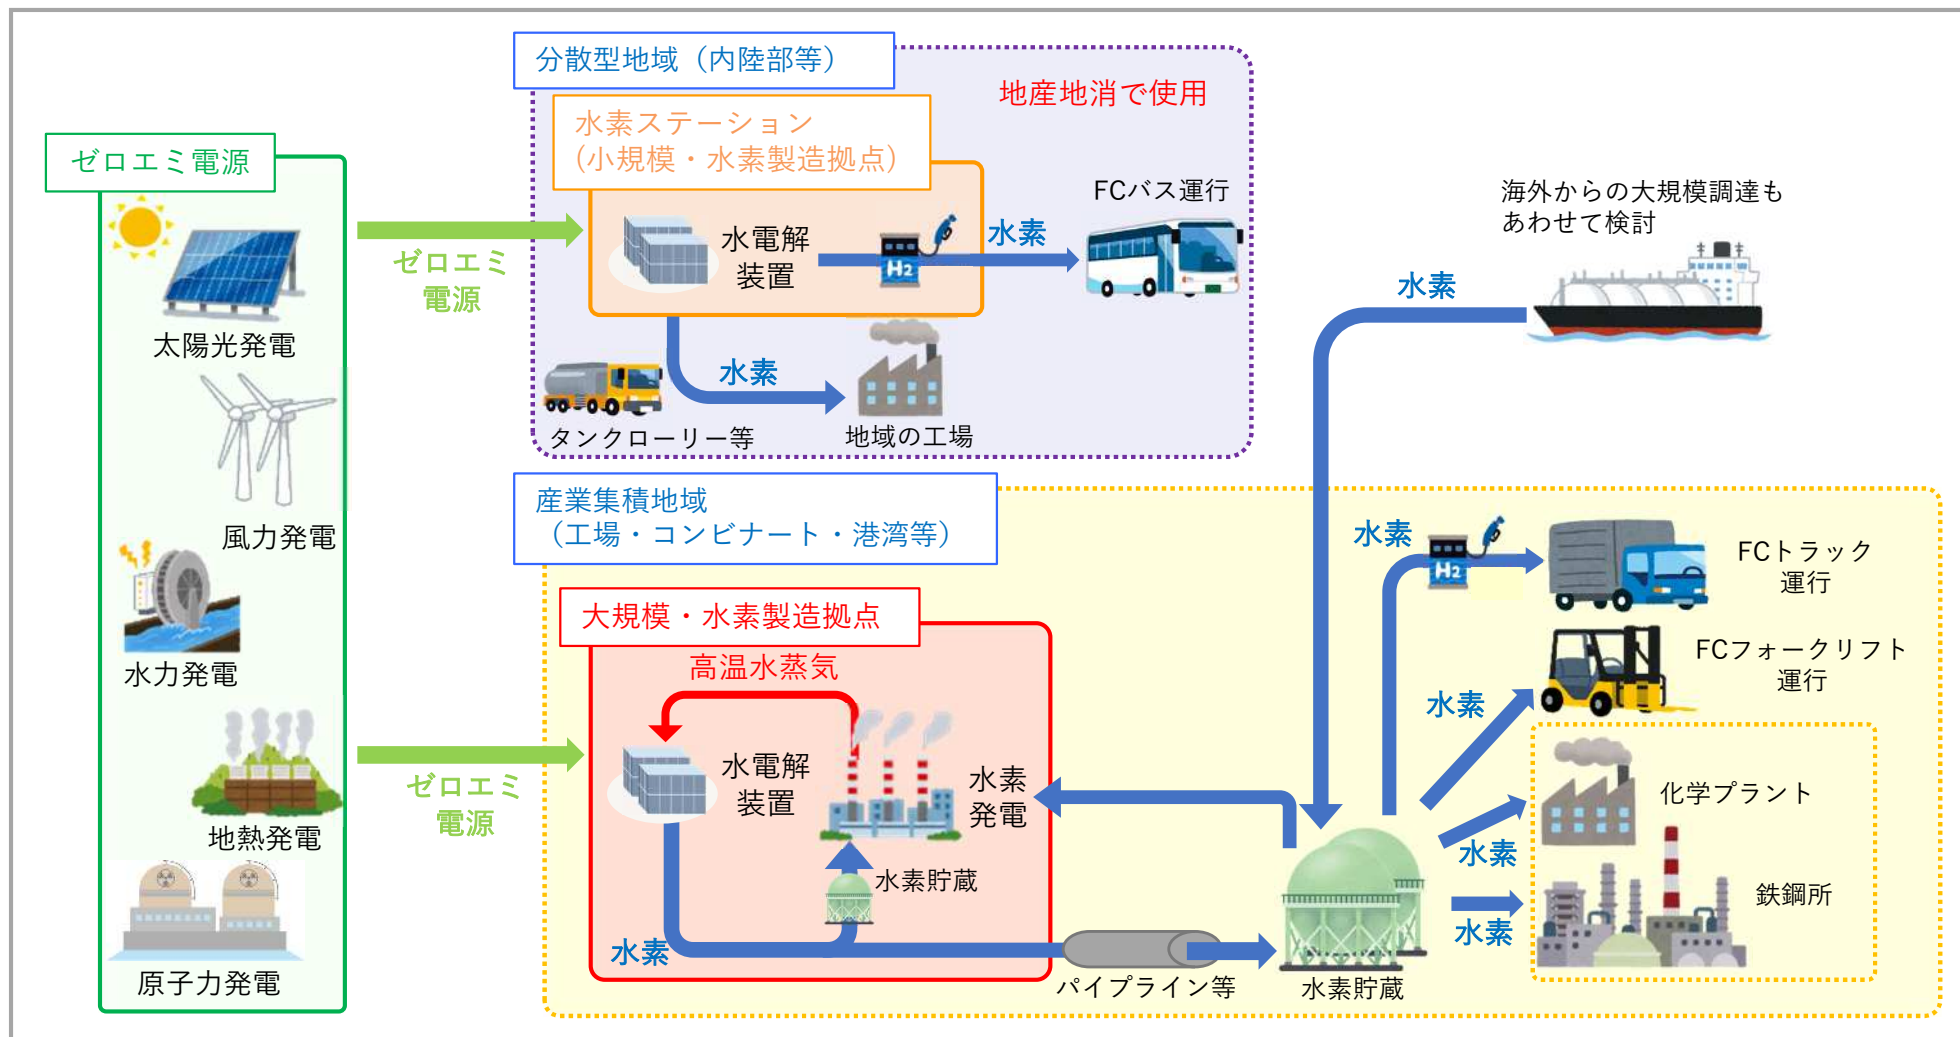 ゼロエミ電源
太陽光発電
風力発電
水力発電
地熱発電
原子力発電
ゼロエミ
電源
ゼロエミ
電源
分散型地域（内陸部等）
地産地消で使用
水素ステーション
(小規模・水素製造拠点)
水電解
装置
H2
水素
FCバス運行
水素
タンクローリー等
地域の工場
海外からの大規模調達も
あわせて検討
水素
産業集積地域
（工場・コンビナート・港湾等）
大規模・水素製造拠点
高温水蒸気
水電解
装置
水素
発電
水素貯蔵
水素
パイプライン等
水素貯蔵
水素
H2
FCトラック
運行
水素
FCフォークリフト
運行
水素
化学プラント
水素
鉄鋼所